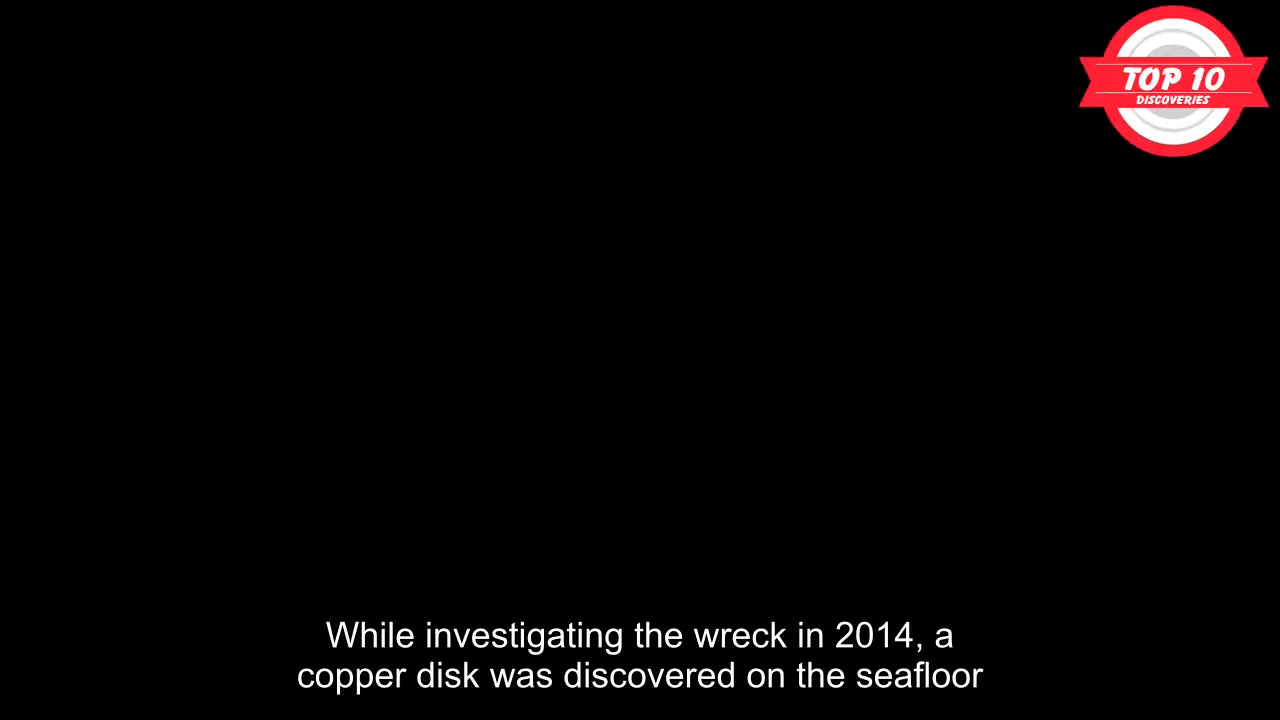 TOP 10
DISCOVERIES
While investigating the wreck in 2014, a
copper disk was discovered on the seafloor